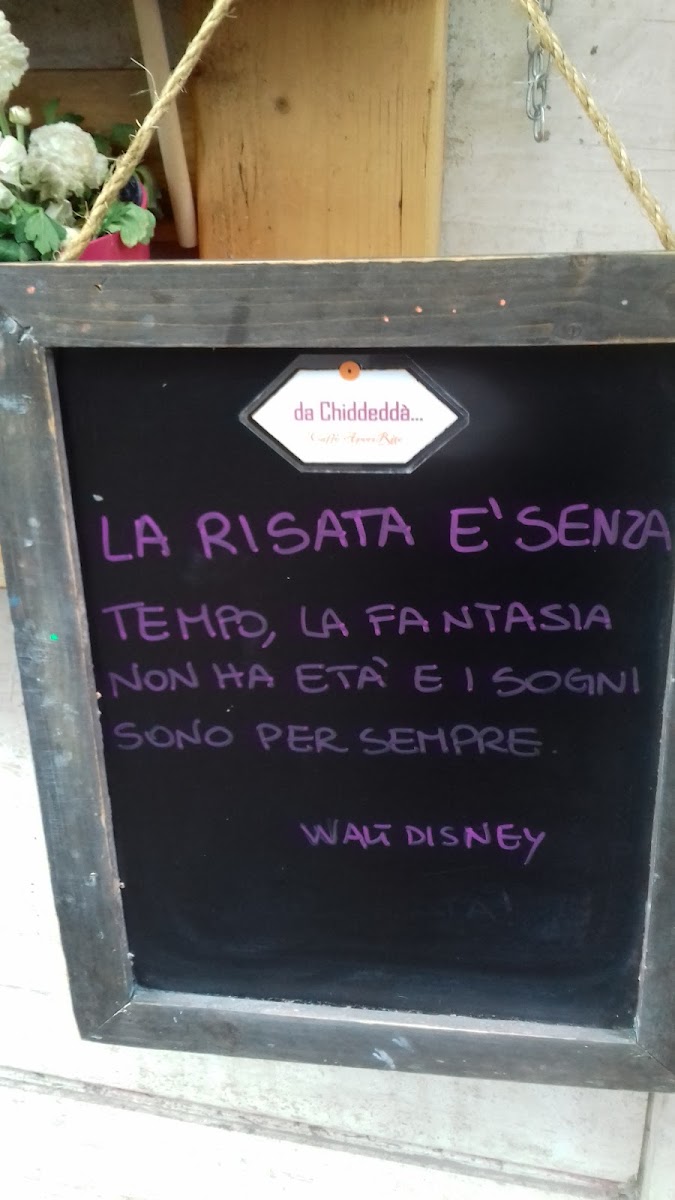 da Chiddeddà...
LA RISATA E' SENZA
TEMPO, LA FANTASIA
NON HA ETÀ E I SOGNI
SONO PER SEMPRE.
WALT DISNEY